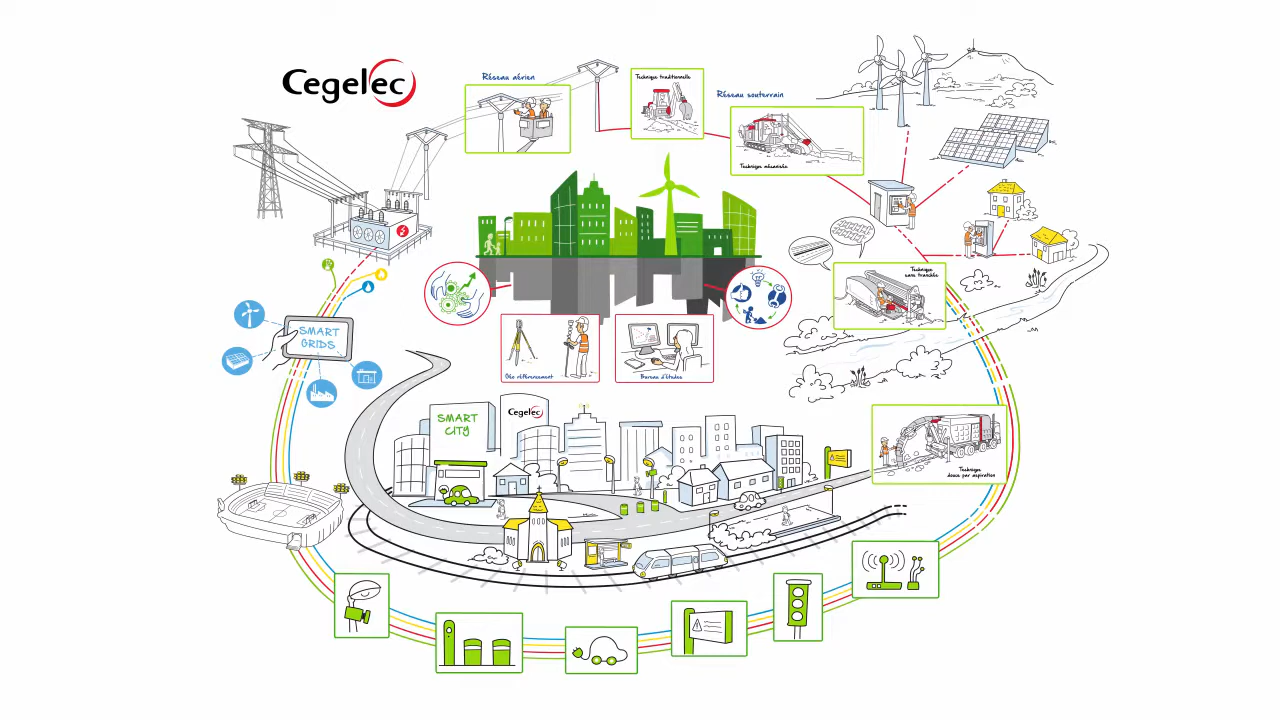 Cegelec
Réseau aérien
Technique traditionnelle
Réseau souterrain
Technique mécanisée
Technique
sans tranchée
SMART
GRIDS
Géo référencement
Bureau d'études
SMART
CITY
Cegelec
Technique
douce par aspiration